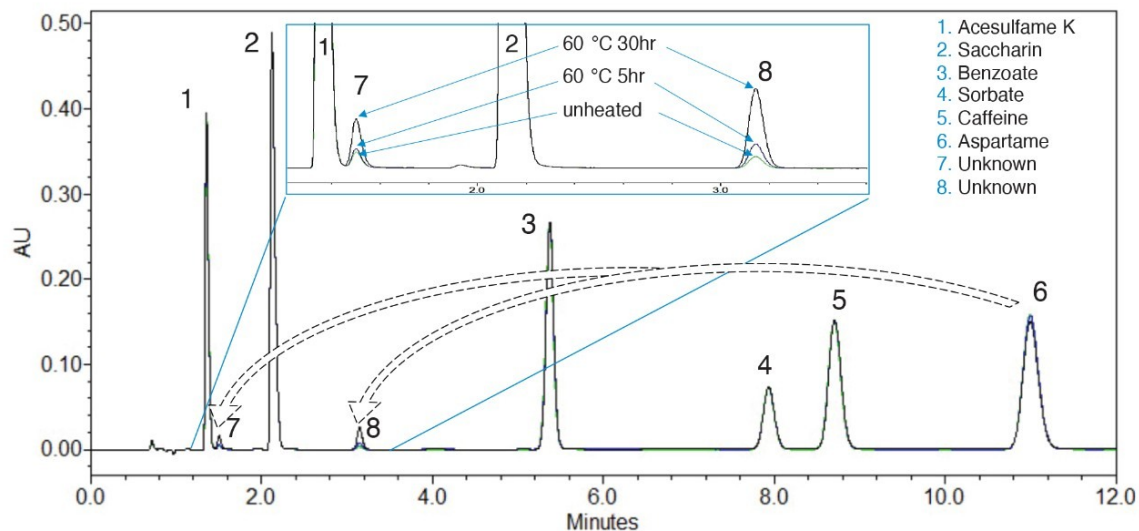 0.50
0.40
0.30
0.20
0.10
0.00
AU
0.0
2.0
4.0
6.0
8.0
10.0
12.0
Minutes
1
2
3
4
5
6
7
8
1
7
2
8
60 °C 30hr
60 °C 5hr
unheated
2.0
3.0
1. Acesulfame K
2. Saccharin
3. Benzoate
4. Sorbate
5. Caffeine
6. Aspartame
7. Unknown
8. Unknown